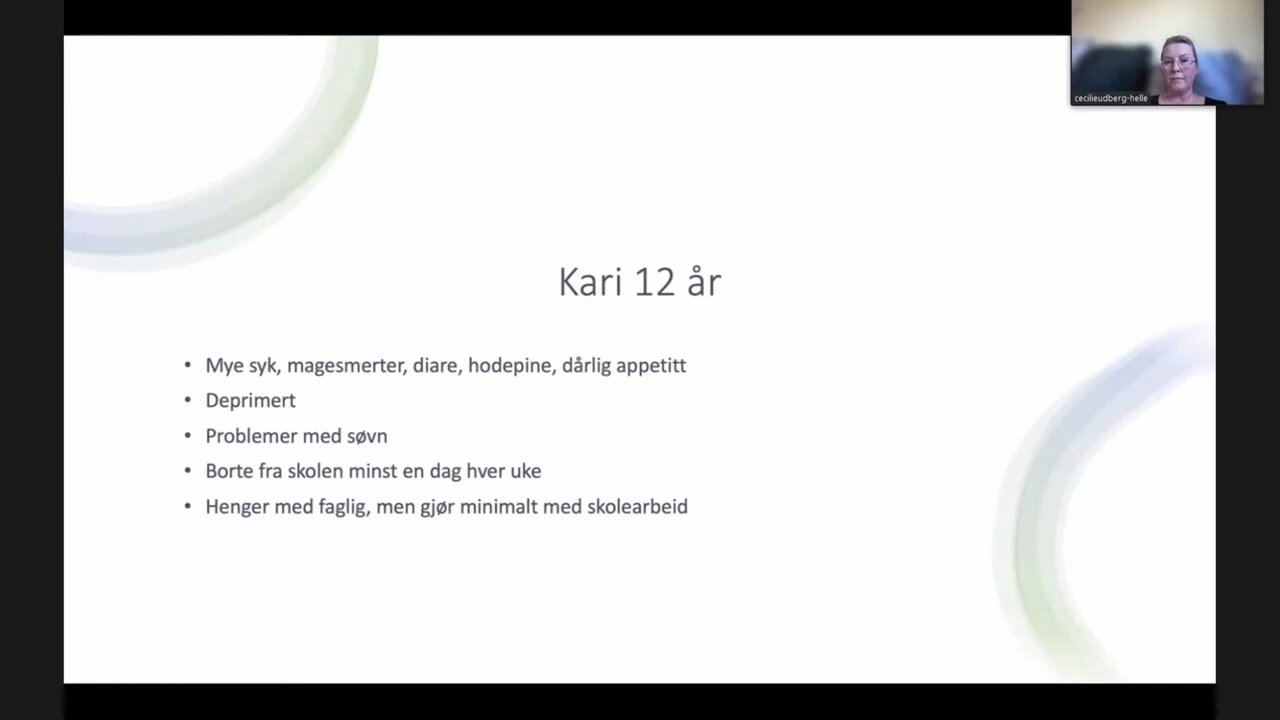 cecilieudberg-helle
Kari 12 år
• Mye syk, magesmerter, diare, hodepine, dårlig appetitt
• Deprimert
• Problemer med søvn
• Borte fra skolen minst en dag hver uke
• Henger med faglig, men gjør minimalt med skolearbeid